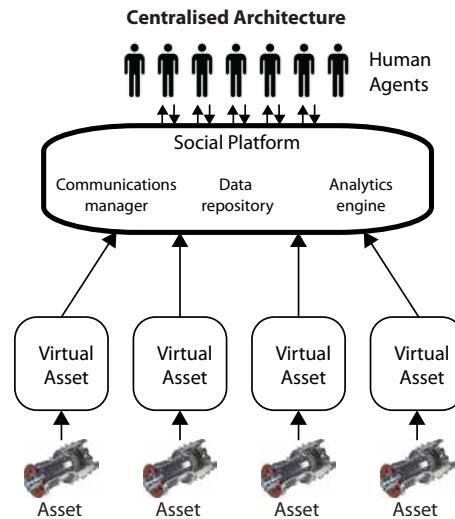 Centralised Architecture
Human
Agents
Social Platform
Communications
manager
Data
repository
Analytics
engine
Virtual
Asset
Virtual
Asset
Virtual
Asset
Virtual
Asset
Asset
Asset
Asset
Asset